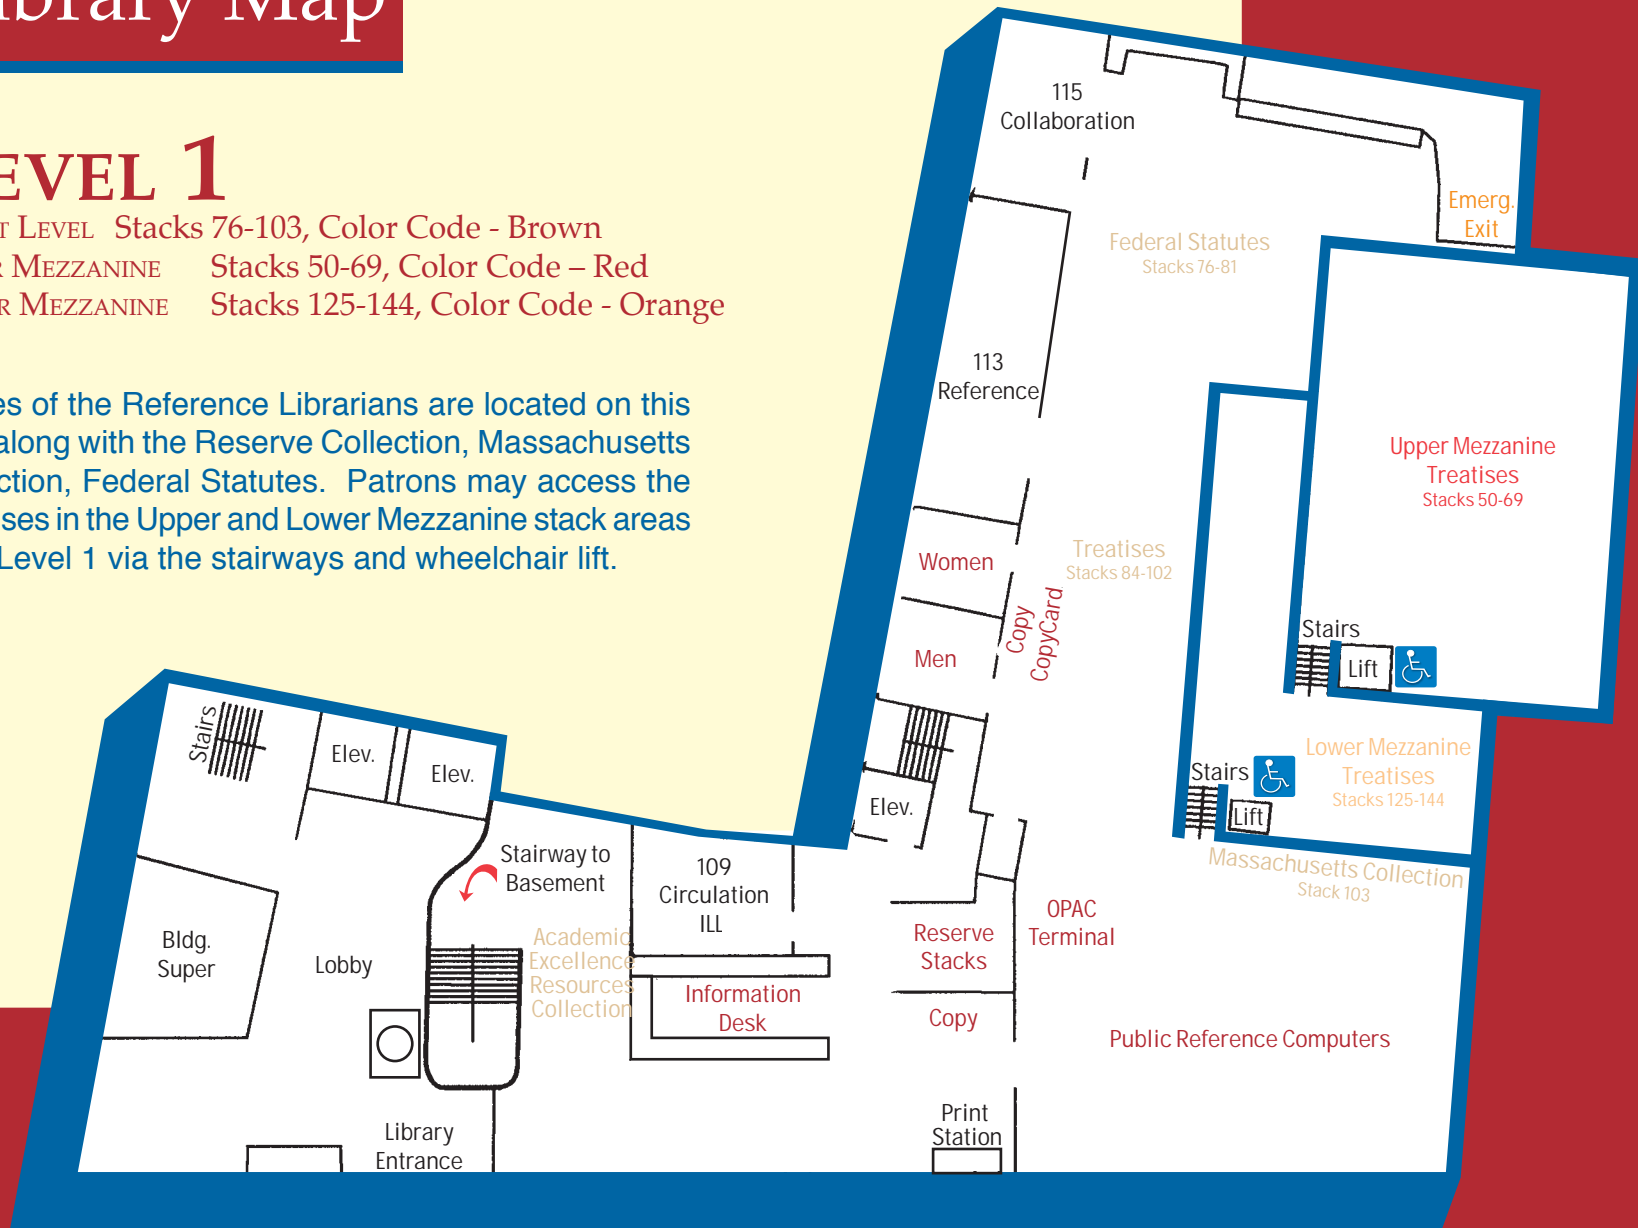 ibrary Map
EVEL 1
T LEVEL Stacks 76-103, Color Code - Brown
R MEZZANINE Stacks 50-69, Color Code – Red
R MEZZANINE Stacks 125-144, Color Code - Orange
es of the Reference Librarians are located on this
along with the Reserve Collection, Massachusetts
ction, Federal Statutes. Patrons may access the
ises in the Upper and Lower Mezzanine stack areas
Level 1 via the stairways and wheelchair lift.
115
Collaboration
Emerg.
Exit
Federal Statutes
Stacks 76-81
113
Reference
Upper Mezzanine
Treatises
Stacks 50-69
Women
Treatises
Stacks 84-102
Copy
CopyCard
Men
Stairs
Lift
Stairs
Elev.
Elev.
Elev.
Lower Mezzanine
Treatises
Stacks 125-144
Stairs
Lift
Massachusetts Collection
Stack 103
Stairway to
Basement
109
Circulation
ILL
Bldg.
Super
Lobby
Academic
Excellence
Resources
Collection
Information
Desk
Reserve
Stacks
OPAC
Terminal
Copy
Public Reference Computers
Library
Entrance
Print
Station